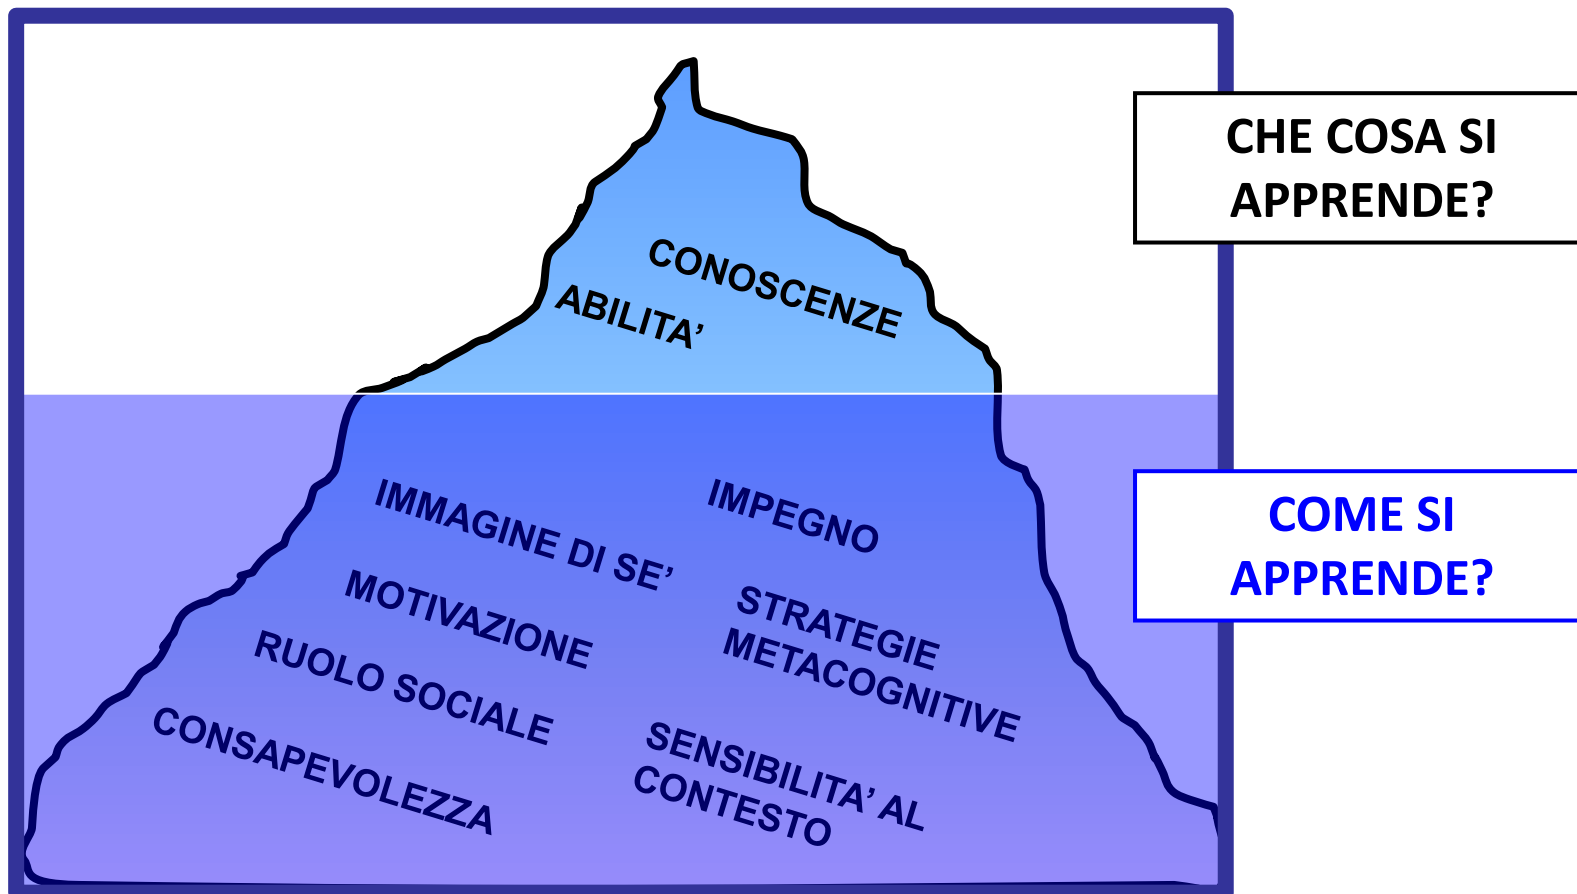 CHE COSA SI
APPRENDE?
CONOSCENZE
ABILITA’
COME SI
APPRENDE?
IMMAGINE DI SE’
IMPEGNO
MOTIVAZIONE
STRATEGIE
METACOGNITIVE
RUOLO SOCIALE
CONSAPEVOLEZZA
SENSIBILITA’ AL
CONTESTO